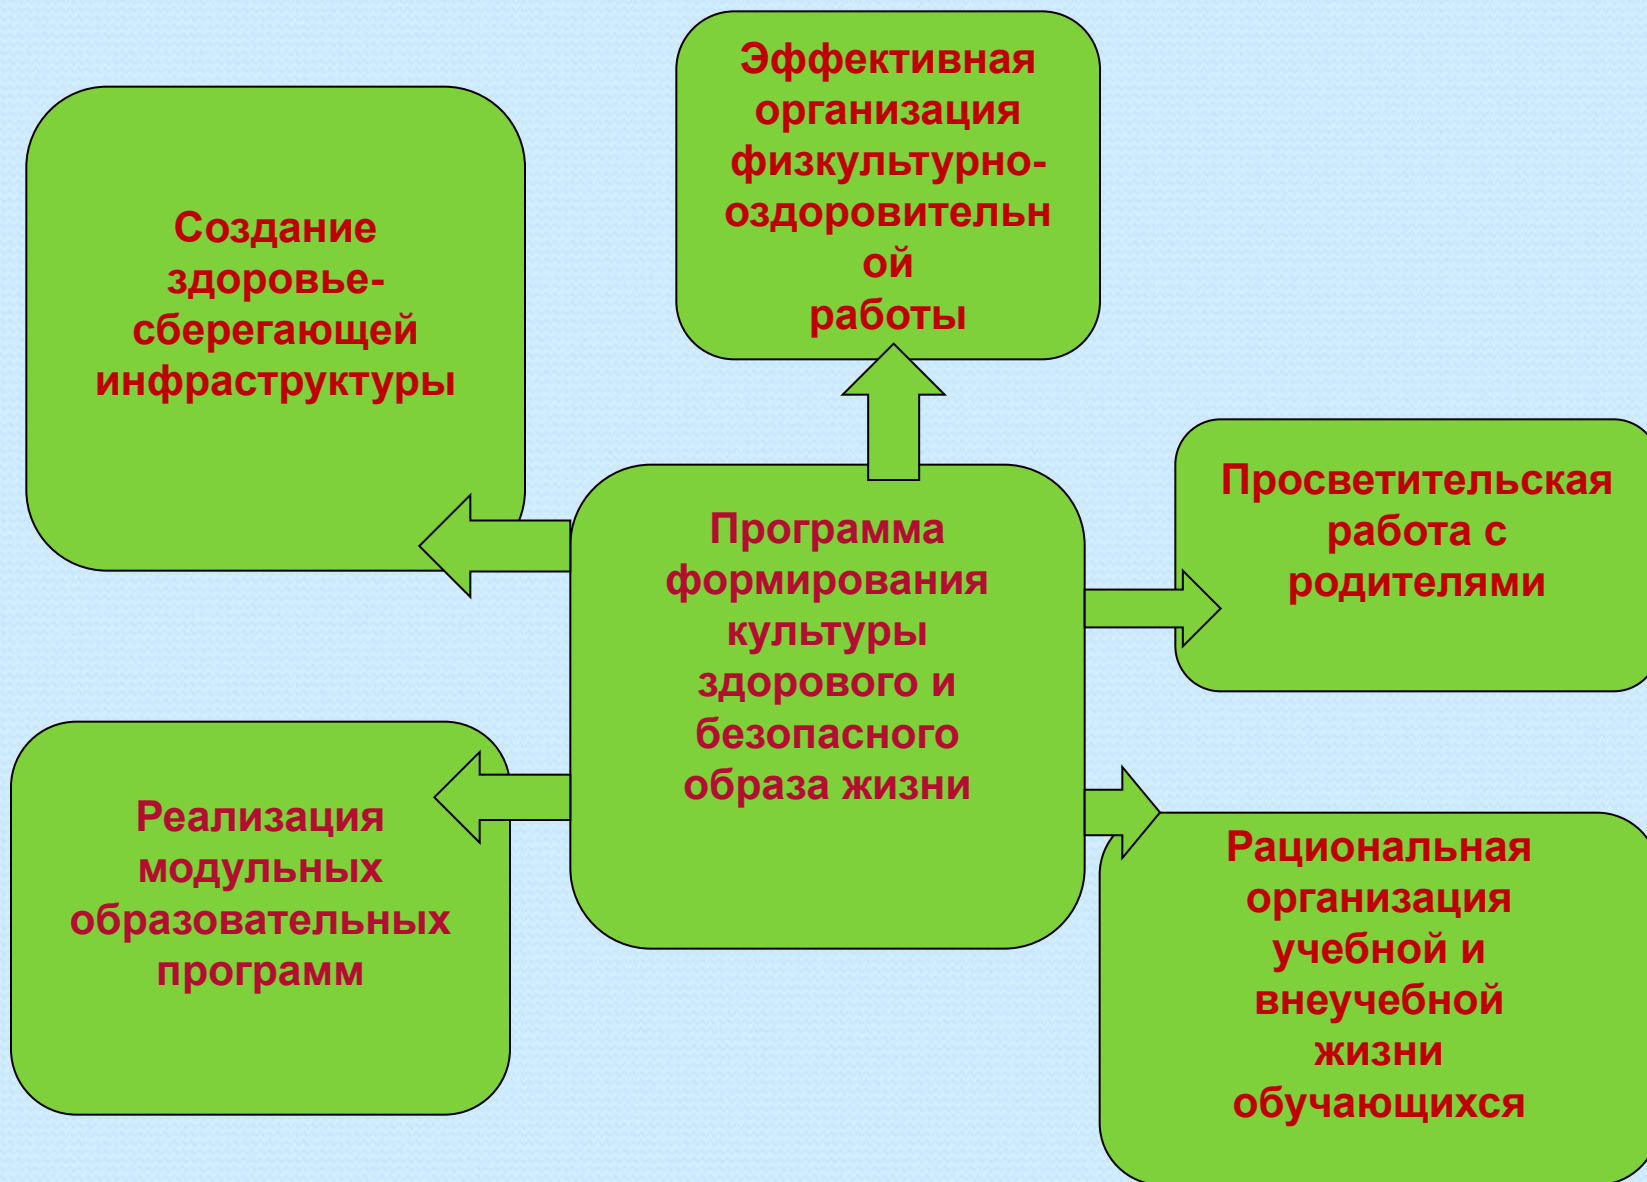 Эффективная
организация
физкультурно-
оздоровительн
ой
работы
Создание
здоровье-
сберегающей
инфраструктуры
Просветительская
работа с
родителями
Программа
формирования
культуры
здорового и
безопасного
образа жизни
Реализация
модульных
образовательных
программ
Рациональная
организация
учебной и
внеучебной
жизни
обучающихся